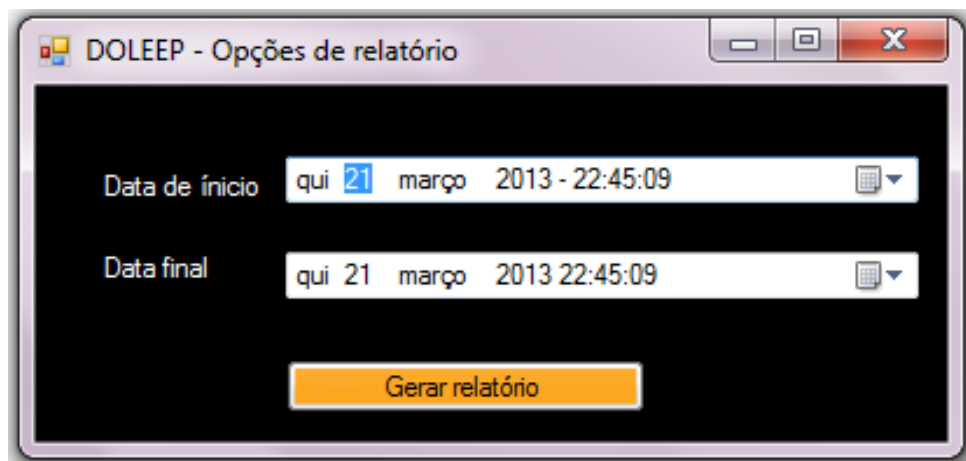 DOLEEP - Opções de relatório
Data de ínicio qui 21 março 2013 - 22:45:09
Data final qui 21 março 2013 22:45:09
Gerar relatório